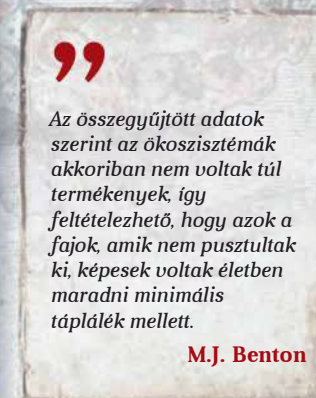 ”
Az összegyűjtött adatok
szerint az ökoszisztémák
akkoriban nem voltak túl
termékenyek, így
feltételezhető, hogy azok a
fajok, amik nem pusztultak
ki, képesek voltak életben
maradni minimális
táplálék mellett.
M.J. Benton